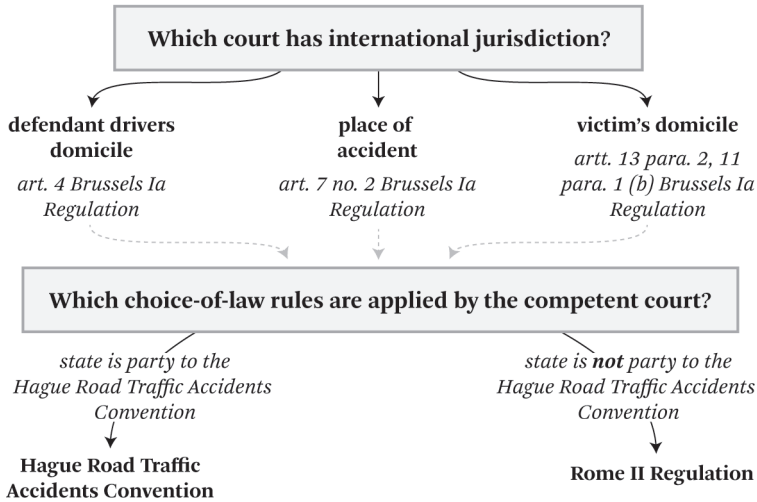 Which court has international jurisdiction?
defendant drivers
domicile
art. 4 Brussels Ia
Regulation
place of
accident
art. 7 no. 2 Brussels Ia
Regulation
victim's domicile
artt. 13 para. 2, 11
para. 1 (b) Brussels Ia
Regulation
Which choice-of-law rules are applied by the competent court?
state is party to the
Hague Road Traffic Accidents
Convention
Hague Road Traffic
Accidents Convention
state is not party to the
Hague Road Traffic Accidents
Convention
Rome II Regulation